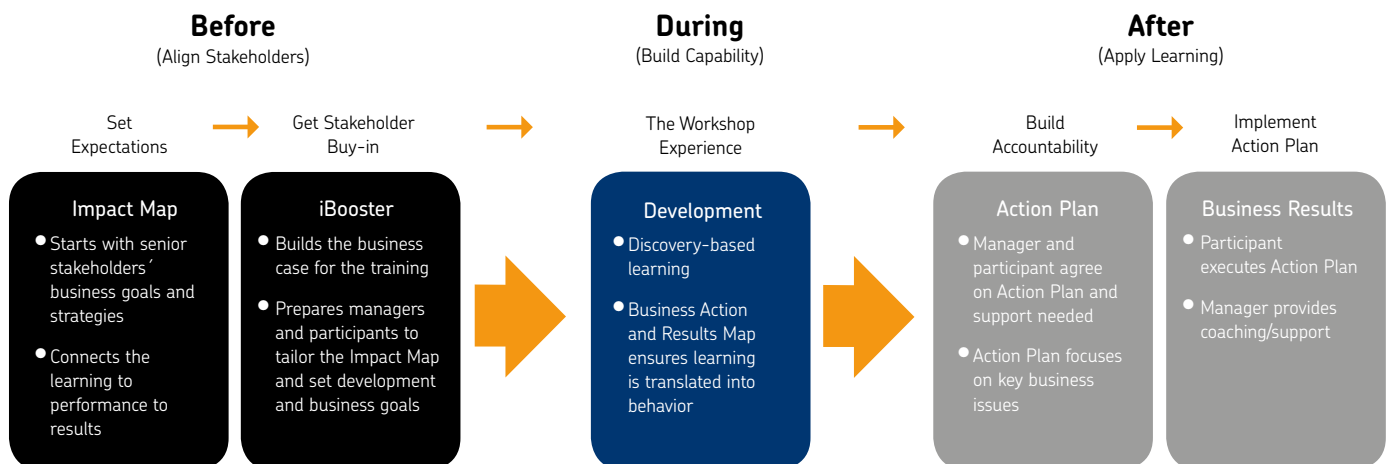 Before
(Align Stakeholders)
During
(Build Capability)
After
(Apply Learning)
Set
Expectations
Get Stakeholder
Buy-in
The Workshop
Experience
Build
Accountability
Implement
Action Plan
Impact Map
• Starts with senior
stakeholders´
business goals and
strategies
• Connects the
learning to
performance to
results
iBooster
• Builds the business
case for the training
• Prepares managers
and participants to
tailor the Impact Map
and set development
and business goals
Development
• Discovery-based
learning
• Business Action
and Results Map
ensures learning
is translated into
behavior
Action Plan
• Manager and
participant agree
on Action Plan and
support needed
• Action Plan focuses
on key business
issues
Business Results
• Participant
executes Action Plan
• Manager provides
coaching/support